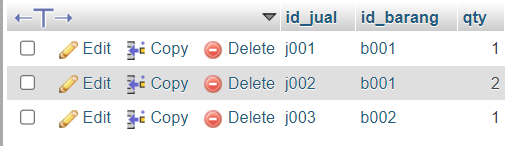 id_jual id_barang qty
Edit Copy Delete j001 b001 1
Edit Copy Delete j002 b001 2
Edit Copy Delete j003 b002 1